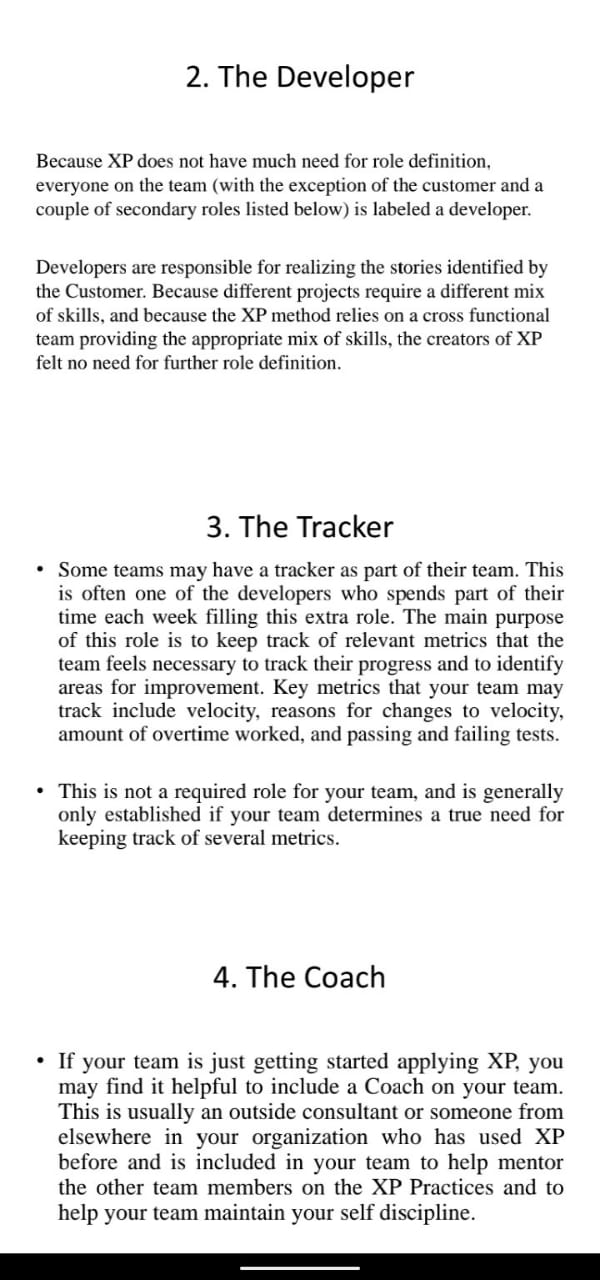 2. The Developer
Because XP does not have much need for role definition,
everyone on the team (with the exception of the customer and a
couple of secondary roles listed below) is labeled a developer.
Developers are responsible for realizing the stories identified by
the Customer. Because different projects require a different mix
of skills, and because the XP method relies on a cross functional
team providing the appropriate mix of skills, the creators of XP
felt no need for further role definition.
3. The Tracker
• Some teams may have a tracker as part of their team. This
is often one of the developers who spends part of their
time each week filling this extra role. The main purpose
of this role is to keep track of relevant metrics that the
team feels necessary to track their progress and to identify
areas for improvement. Key metrics that your team may
track include velocity, reasons for changes to velocity,
amount of overtime worked, and passing and failing tests.
• This is not a required role for your team, and is generally
only established if your team determines a true need for
keeping track of several metrics.
4. The Coach
• If your team is just getting started applying XP, you
may find it helpful to include a Coach on your team.
This is usually an outside consultant or someone from
elsewhere in your organization who has used XP
before and is included in your team to help mentor
the other team members on the XP Practices and to
help your team maintain your self discipline.